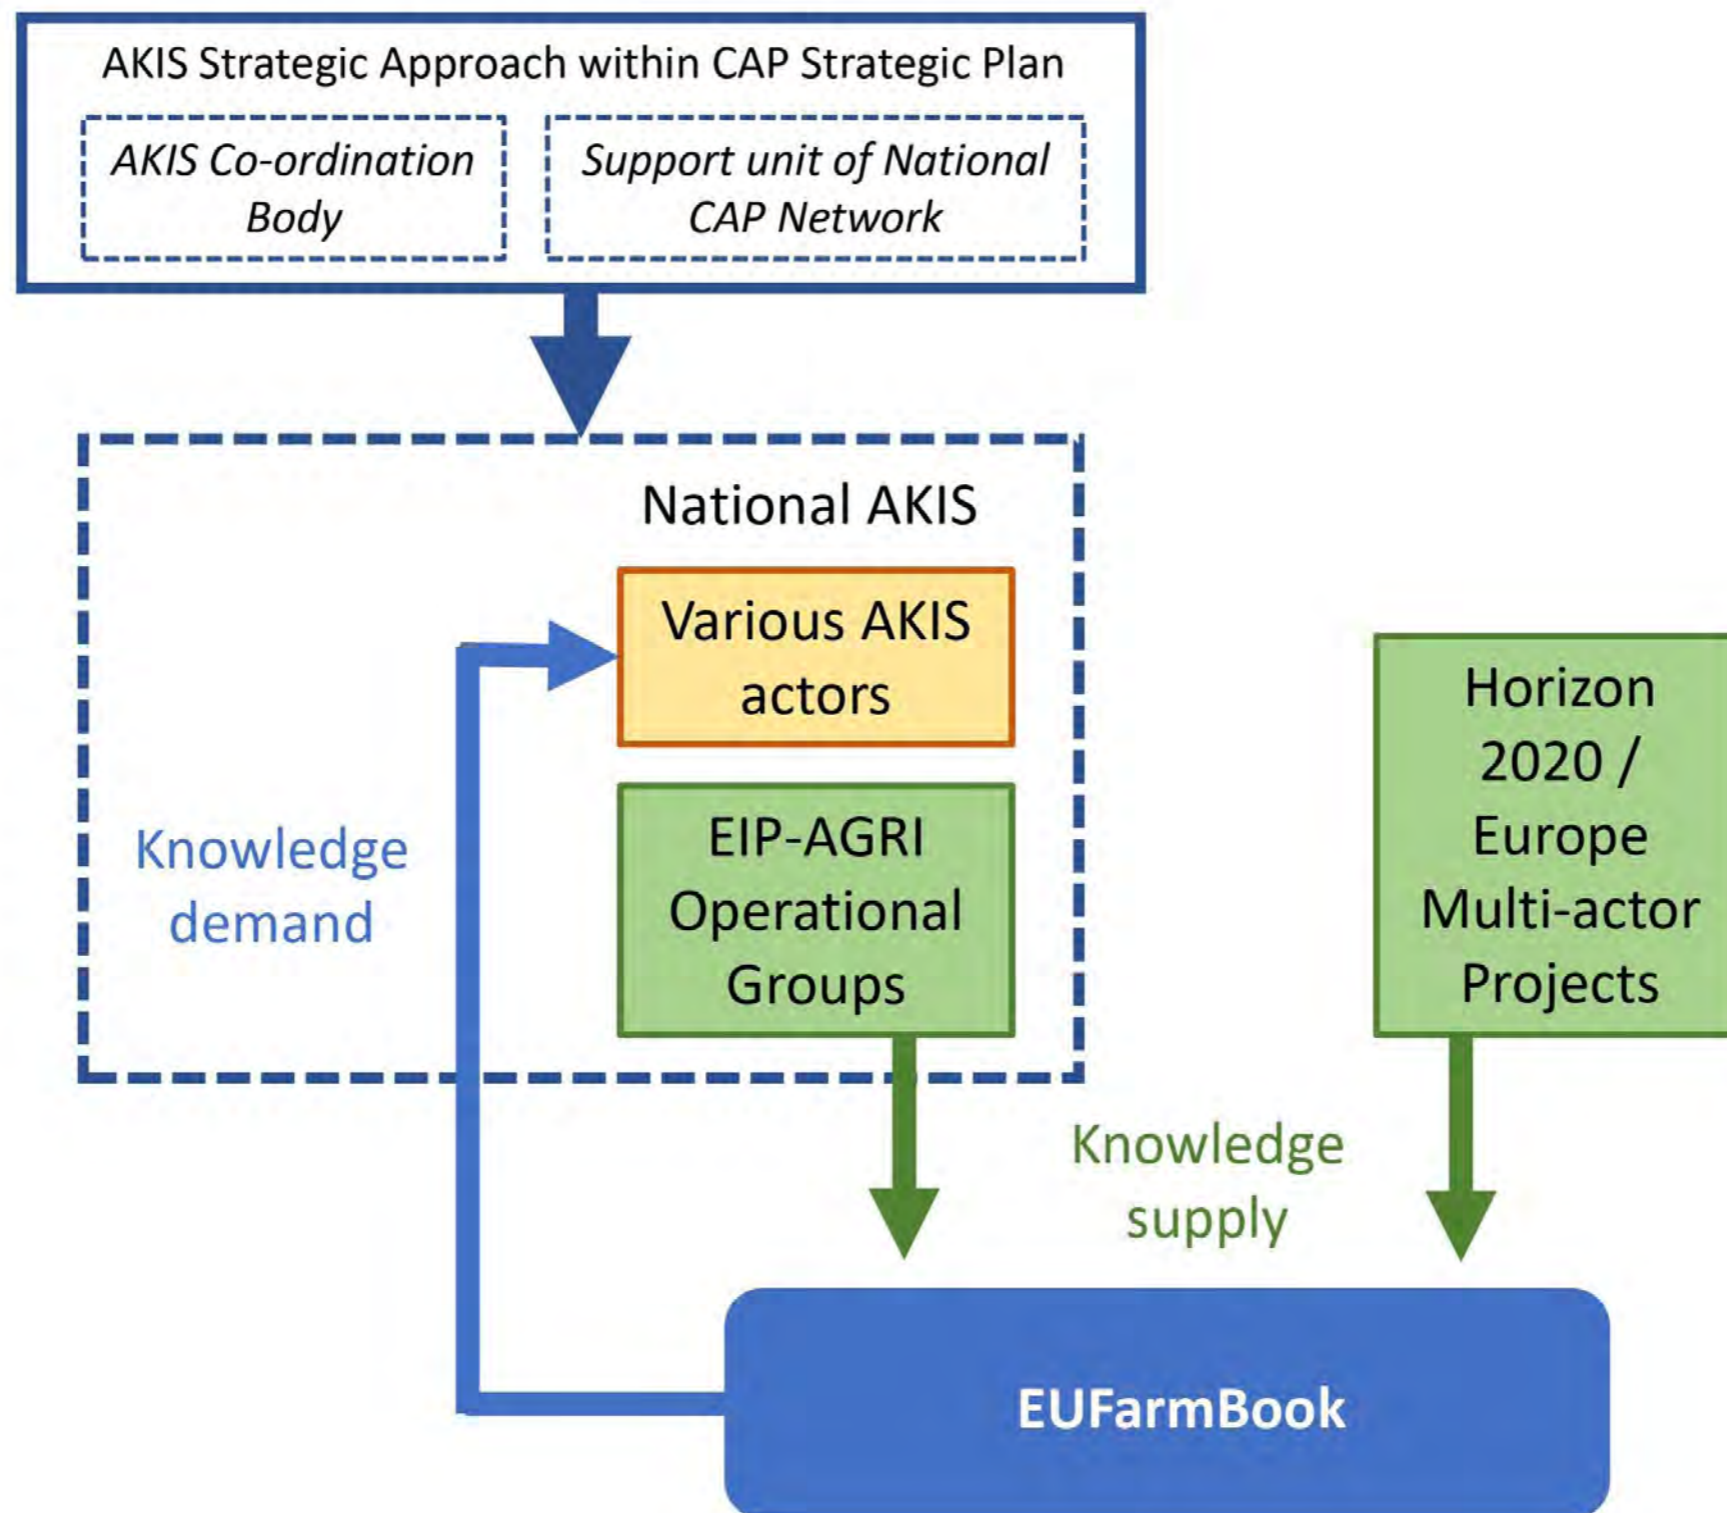 AKIS Strategic Approach within CAP Strategic Plan
AKIS Co-ordination
Body
Support unit of National
CAP Network
National AKIS
Various AKIS
actors
EIP-AGRI
Operational
Groups
Knowledge
demand
Horizon
2020 /
Europe
Multi-actor
Projects
Knowledge
supply
EUFarmBook